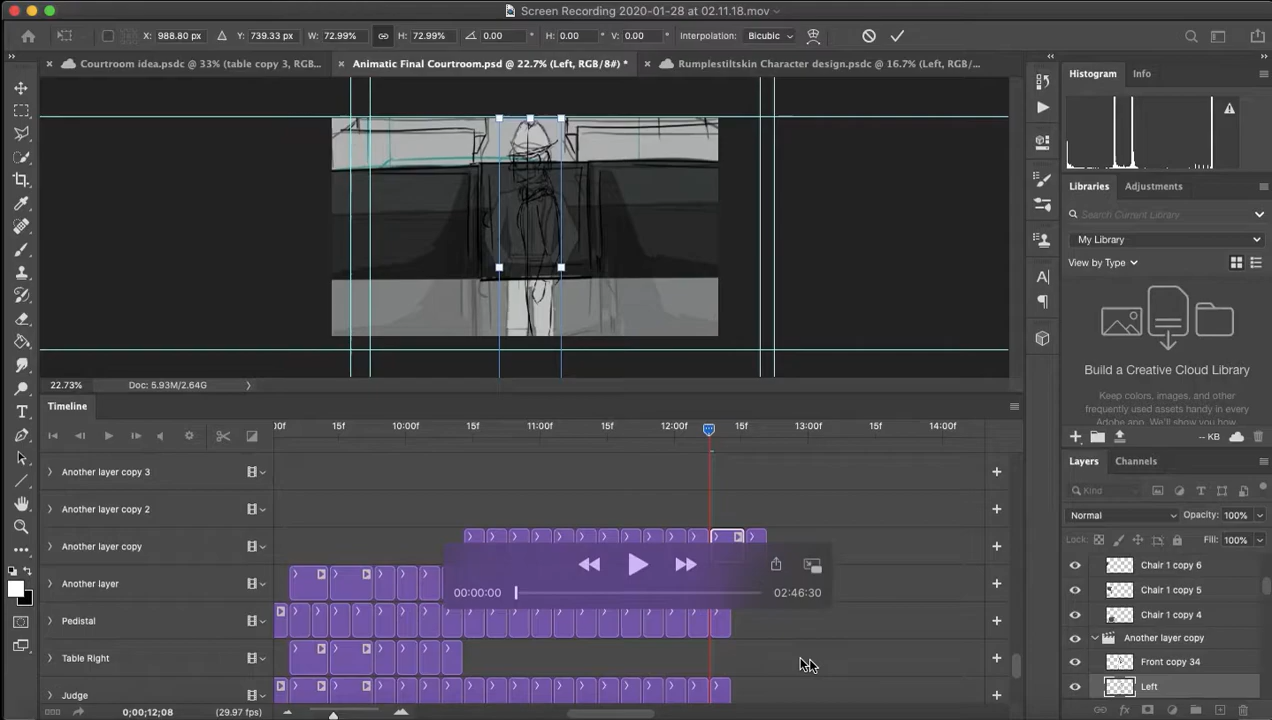 Screen Recording 2020-01-28 at 02.11.18.mov
X: 988.80 px Y: 739.33 px W: 72.99% H: 72.99% 0.00 ° H: 0.00 ° V: 0.00 ° Interpolation: Bicubic
Courtroom idea.psdc @ 33% (table copy 3, RGB... Animatic Final Courtroom.psd @ 22.7% (Left, RGB/8#) * Rumplestiltskin Character design.psdc @ 16.7% (Left, RGB/...
Histogram Info
Libraries Adjustments
Search Current Library
My Library
View by Type
Build a Creative Cloud Library
Keep colors, images, and other
frequently used assets handy in every
-- KB
22.73% Doc: 5.93M/2.64G
Timeline
00f 15f 10:00f 15f 11:00f 15f 12:00f 15f 13:00f 15f 14:00f
Another layer copy 3
Another layer copy 2
Another layer copy
Another layer
Pedistal
Table Right
Judge
00:00:00 02:46:30
0;00;12;08 (29.97 fps)
Layers Channels
Kind
Normal Opacity: 100%
Lock: Fill: 100%
Chair 1 copy 6
Chair 1 copy 5
Chair 1 copy 4
Another layer copy
Front copy 34
Left